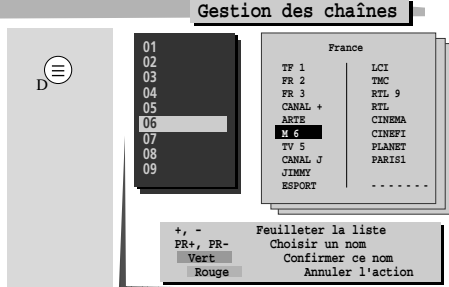 Gestion des chaînes
D
01
02
03
04
05
06
07
08
09
France
TF 1
FR 2
FR 3
CANAL +
ARTE
M 6
TV 5
CANAL J
JIMMY
ESPORT
LCI
TMC
RTL 9
RTL
CINEMA
CINEFI
PLANET
PARIS1
- - - - - - -
+, - Feuilleter la liste
PR+, PR- Choisir un nom
Vert Confirmer ce nom
Rouge Annuler l'action